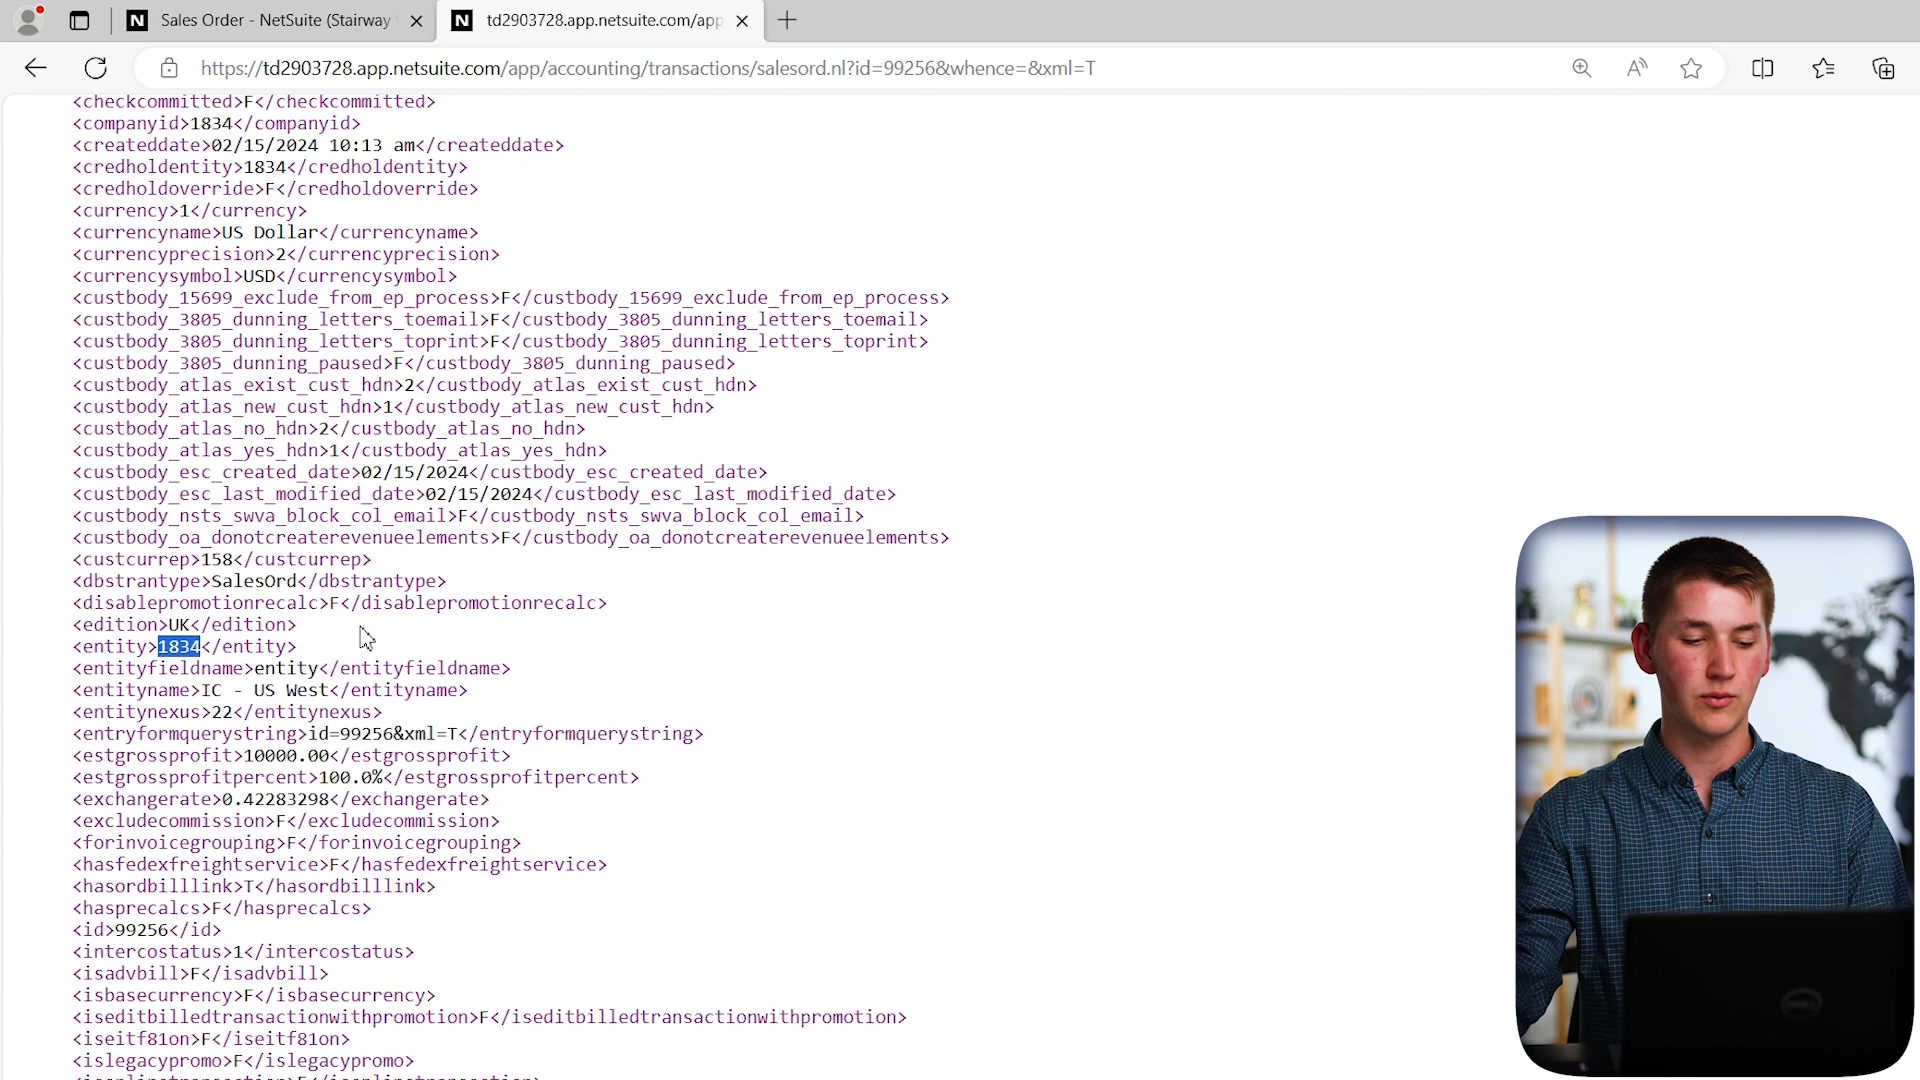 N Sales Order - NetSuite (Stairway
N td2903728.app.netsuite.com/app
https://td2903728.app.netsuite.com/app/accounting/transactions/salesord.nl?id=99256&whence=&xml=T
<checkcommitted>F</checkcommitted>
<companyid>1834</companyid>
<createddate>02/15/2024 10:13 am</createddate>
<credholdentity>1834</credholdentity>
<credholdoverride>F</credholdoverride>
<currency>1</currency>
<currencyname>US Dollar</currencyname>
<currencyprecision>2</currencyprecision>
<currencysymbol>USD</currencysymbol>
<custbody_15699_exclude_from_ep_process>F</custbody_15699_exclude_from_ep_process>
<custbody_3805_dunning_letters_toemail>F</custbody_3805_dunning_letters_toemail>
<custbody_3805_dunning_letters_toprint>F</custbody_3805_dunning_letters_toprint>
<custbody_3805_dunning_paused>F</custbody_3805_dunning_paused>
<custbody_atlas_exist_cust_hdn>2</custbody_atlas_exist_cust_hdn>
<custbody_atlas_new_cust_hdn>1</custbody_atlas_new_cust_hdn>
<custbody_atlas_no_hdn>2</custbody_atlas_no_hdn>
<custbody_atlas_yes_hdn>1</custbody_atlas_yes_hdn>
<custbody_esc_created_date>02/15/2024</custbody_esc_created_date>
<custbody_esc_last_modified_date>02/15/2024</custbody_esc_last_modified_date>
<custbody_nsts_swva_block_col_email>F</custbody_nsts_swva_block_col_email>
<custbody_oa_donotcreaterevenueelements>F</custbody_oa_donotcreaterevenueelements>
<custcurrep>158</custcurrep>
<dbstrantype>SalesOrd</dbstrantype>
<disablepromotionrecalc>F</disablepromotionrecalc>
<edition>UK</edition>
<entity>1834</entity>
<entityfieldname>entity</entityfieldname>
<entityname>IC - US West</entityname>
<entitynexus>22</entitynexus>
<entryformquerystring>id=99256&xml=T</entryformquerystring>
<estgrossprofit>10000.00</estgrossprofit>
<estgrossprofitpercent>100.0%</estgrossprofitpercent>
<exchangerate>0.42283298</exchangerate>
<excludecommission>F</excludecommission>
<forinvoicegrouping>F</forinvoicegrouping>
<hasfedexfreightservice>F</hasfedexfreightservice>
<hasordbilllink>T</hasordbilllink>
<hasprecalcs>F</hasprecalcs>
<id>99256</id>
<intercostatus>1</intercostatus>
<isadvbill>F</isadvbill>
<isbasecurrency>F</isbasecurrency>
<iseditbilledtransactionwithpromotion>F</iseditbilledtransactionwithpromotion>
<iseitf81on>F</iseitf81on>
<islegacypromo>F</islegacypromo>
DELL